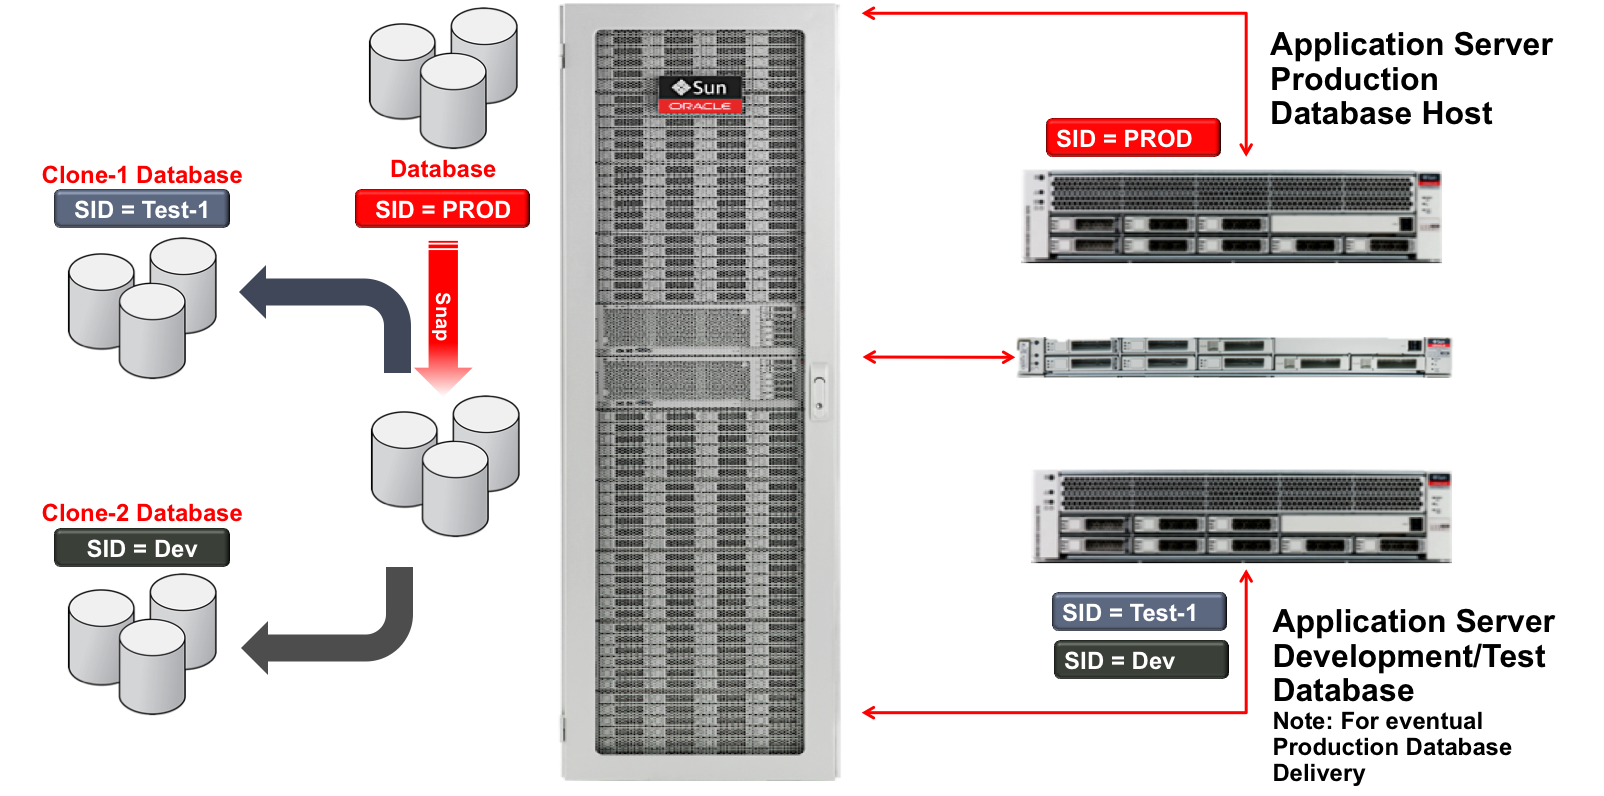 Clone-1 Database
SID = Test-1
Database
SID = PROD
Snap
Clone-2 Database
SID = Dev
Sun
ORACLE
Application Server
Production
Database Host
SID = PROD
SID = Test-1
SID = Dev
Application Server
Development/Test
Database
Note: For eventual
Production Database
Delivery